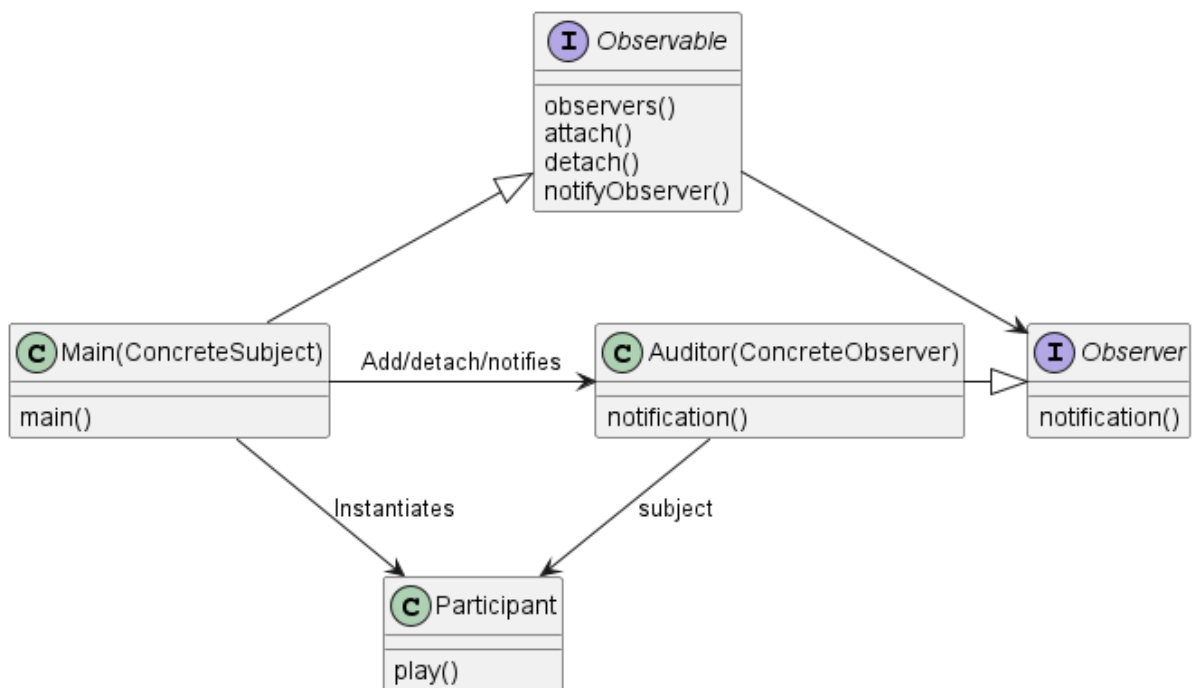 I Observable
observers()
attach()
detach()
notifyObserver()
C Main(ConcreteSubject)
main()
Add/detach/notifies
C Auditor(ConcreteObserver)
notification()
I Observer
notification()
Instantiates
subject
C Participant
play()